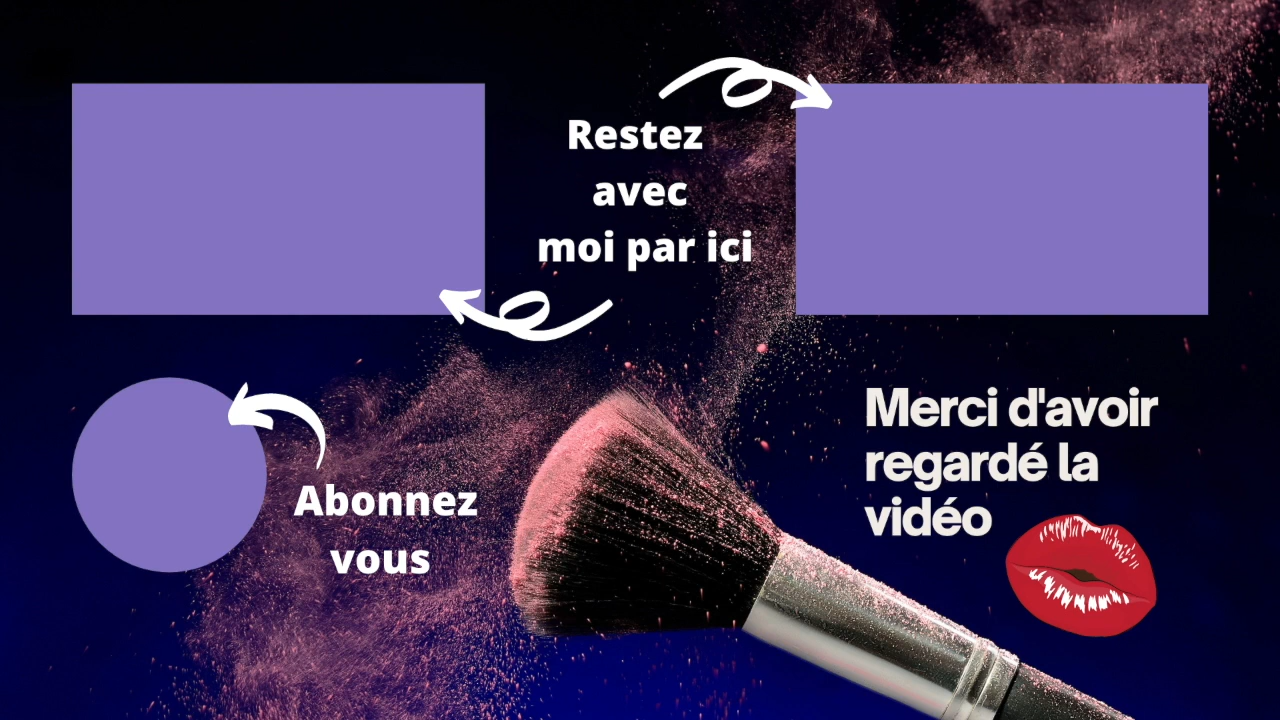 Restez
avec
moi par ici
Abonnez
vous
Merci d'avoir
regardé la
vidéo